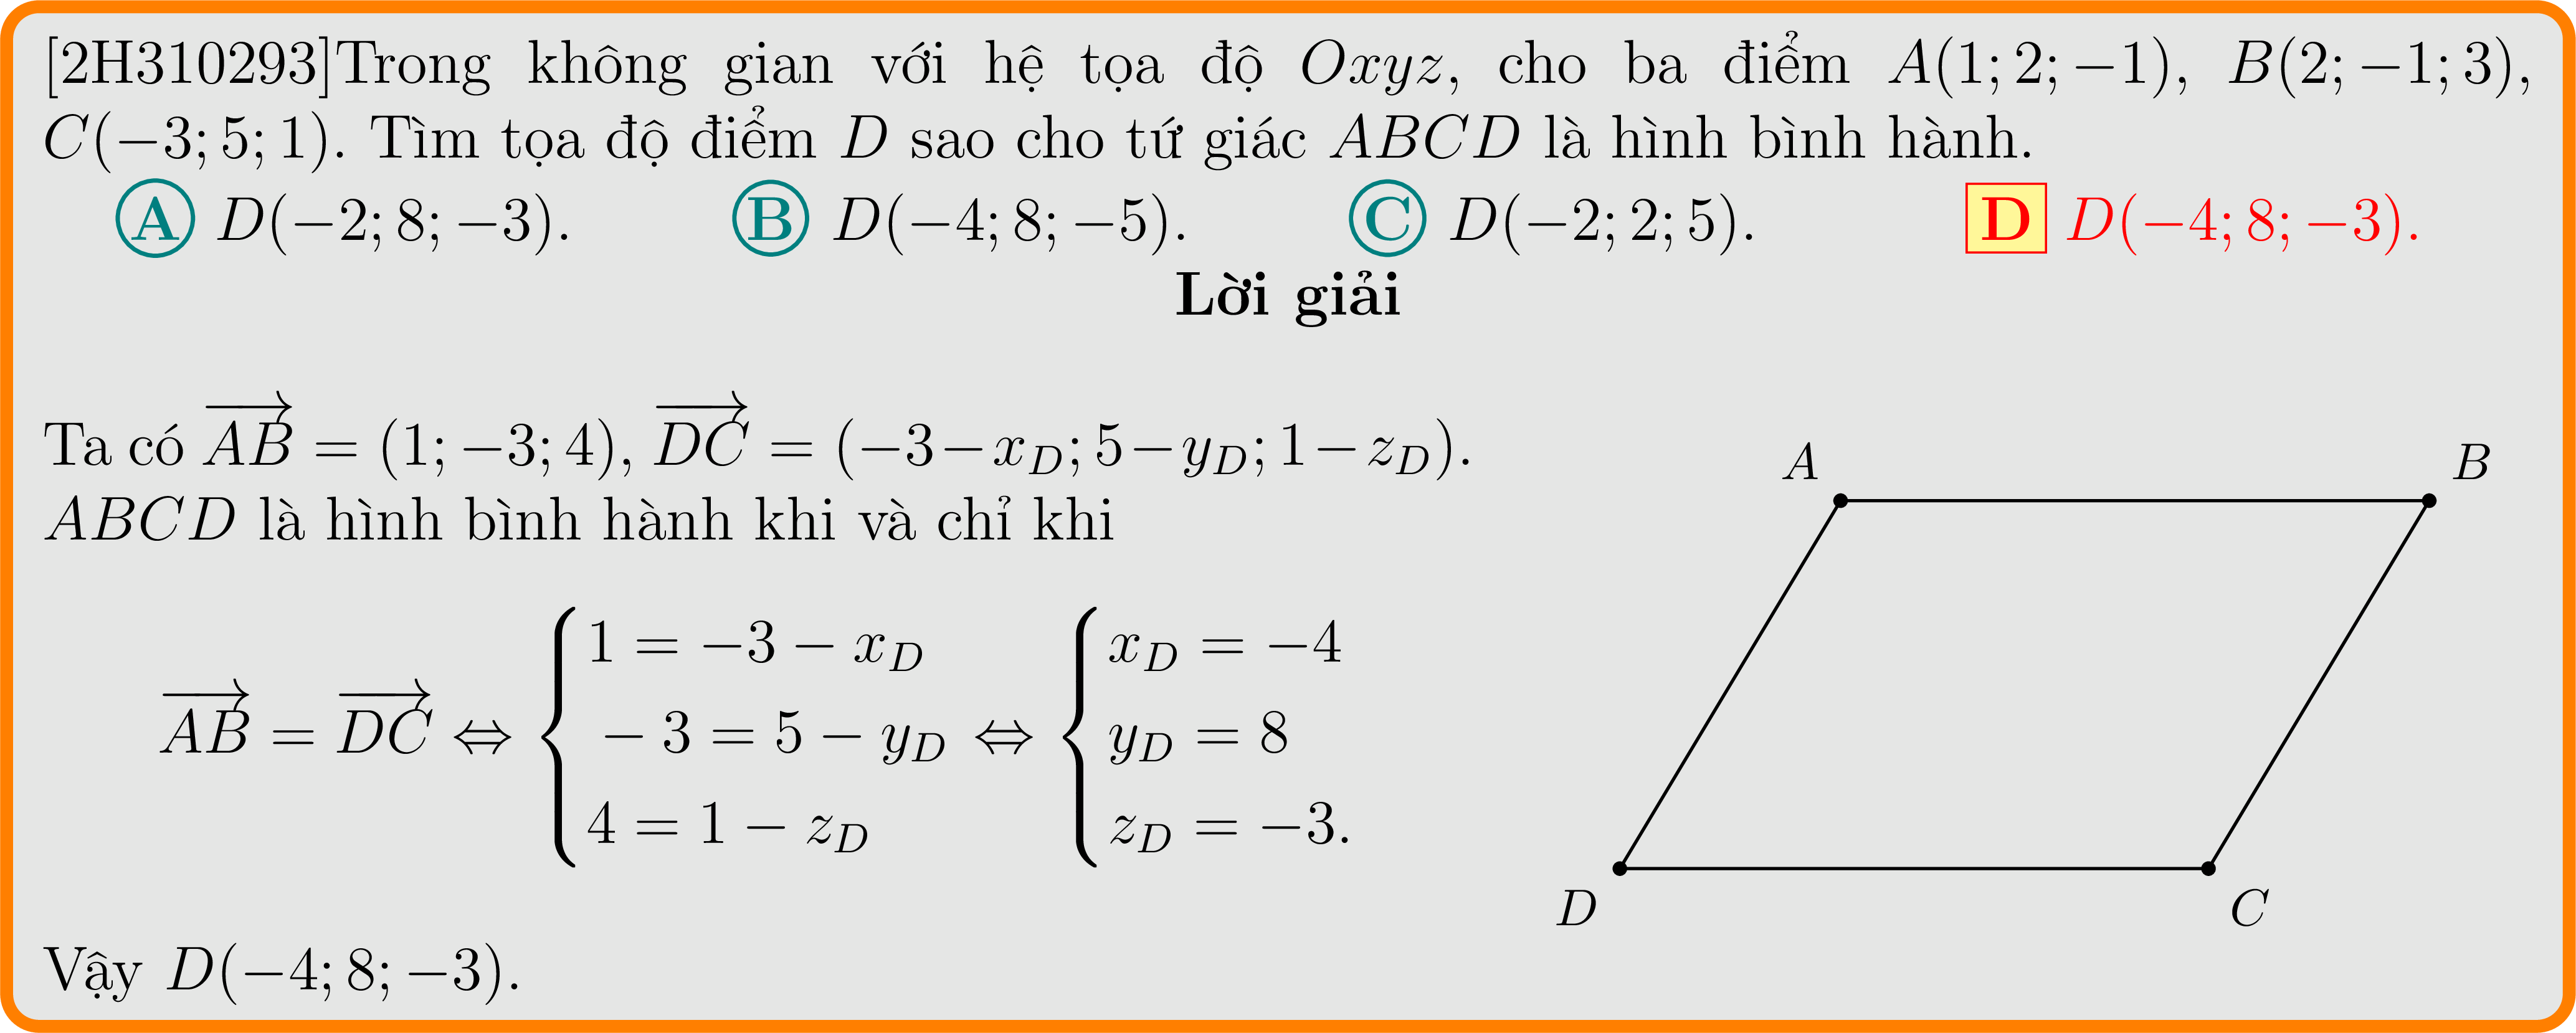 [2H310293]Trong không gian với hệ tọa độ Oxyz, cho ba điểm A(1; 2; −1), B(2; −1; 3),
C(−3; 5; 1). Tìm tọa độ điểm D sao cho tứ giác ABCD là hình bình hành.
A D(−2; 8; −3). B D(−4; 8; −5). C D(−2; 2; 5). D D(−4; 8; −3).
Lời giải
Ta có $\overrightarrow{AB}$ = (1; −3; 4), $\overrightarrow{DC}$ = (−3−x_D; 5−y_D; 1−z_D).
ABCD là hình bình hành khi và chỉ khi
$\overrightarrow{AB} = \overrightarrow{DC} \Leftrightarrow \begin{cases} 1 = -3 - x_D \\ -3 = 5 - y_D \\ 4 = 1 - z_D \end{cases} \Leftrightarrow \begin{cases} x_D = -4 \\ y_D = 8 \\ z_D = -3. \end{cases}$
Vậy D(−4; 8; −3).
A
B
D
C